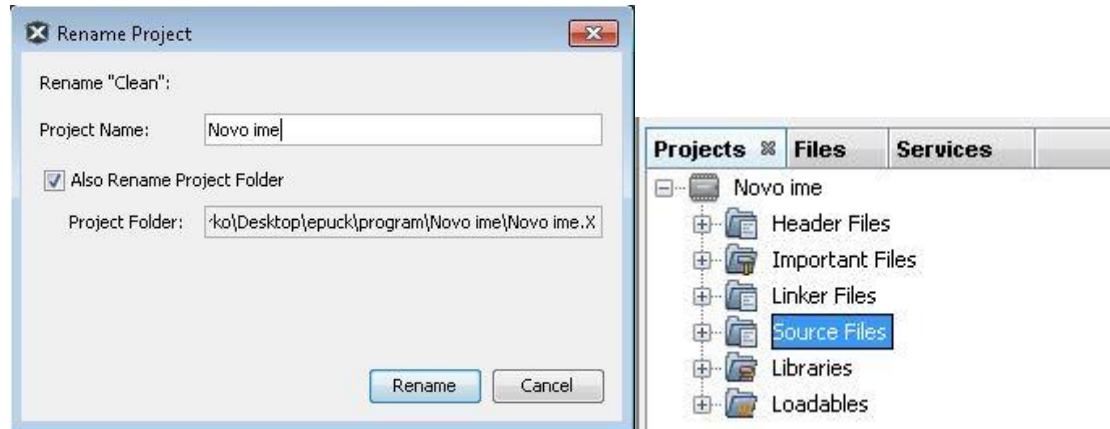 Rename Project
Rename "Clean":
Project Name: Novo ime
Also Rename Project Folder
Project Folder: ko\Desktop\epuck\program\Novo ime\Novo ime.X
Rename Cancel
Projects Files Services
Novo ime
Header Files
Important Files
Linker Files
Source Files
Libraries
Loadables